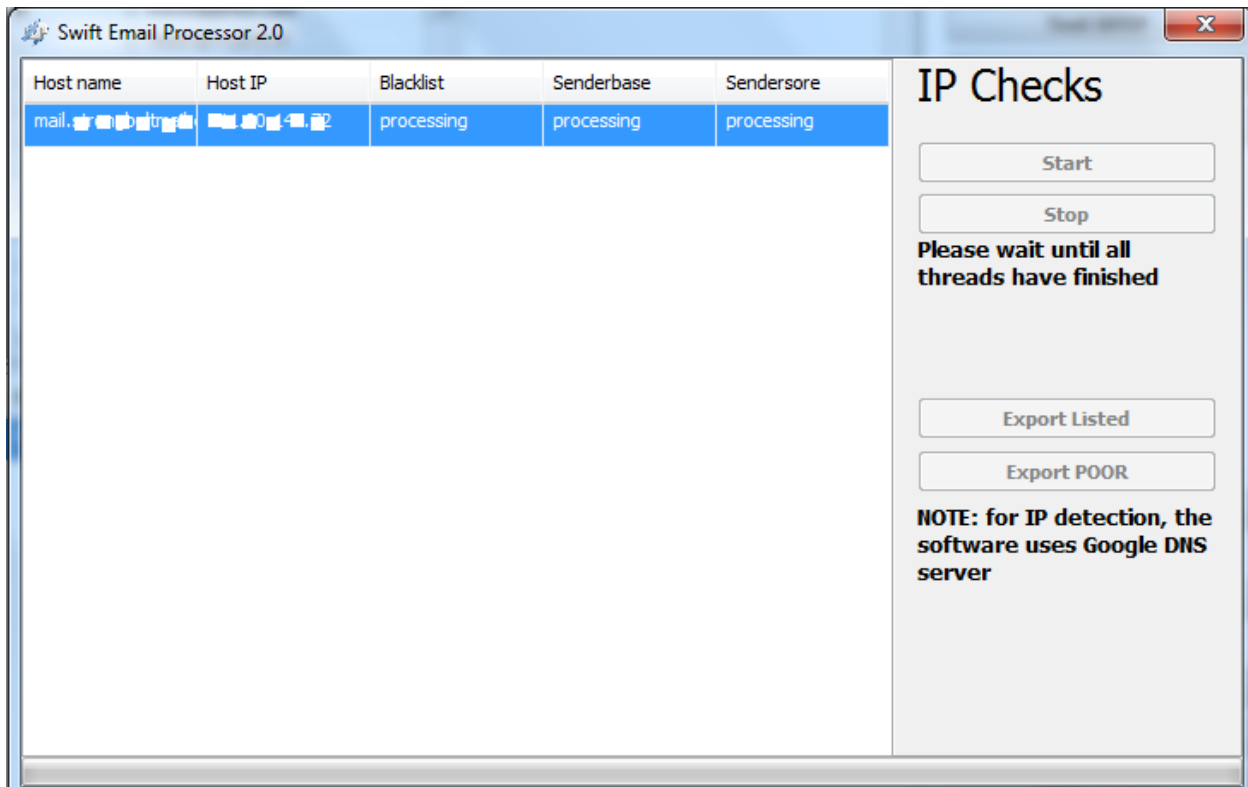 Swift Email Processor 2.0
Host name Host IP Blacklist Senderbase Sendersore
mail. processing processing processing
IP Checks
Start
Stop
Please wait until all
threads have finished
Export Listed
Export POOR
NOTE: for IP detection, the
software uses Google DNS
server